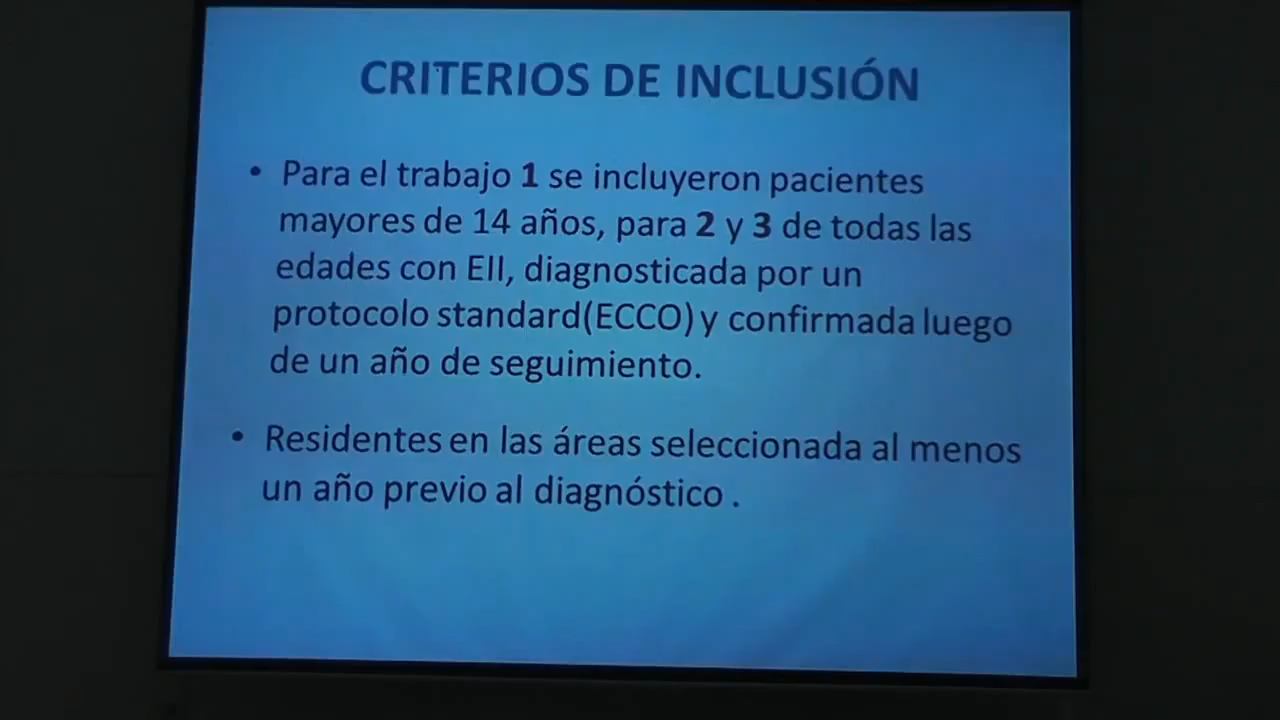 CRITERIOS DE INCLUSIÓN
• Para el trabajo 1 se incluyeron pacientes
mayores de 14 años, para 2 y 3 de todas las
edades con EII, diagnosticada por un
protocolo standard(ECCO) y confirmada luego
de un año de seguimiento.
• Residentes en las áreas seleccionada al menos
un año previo al diagnóstico .